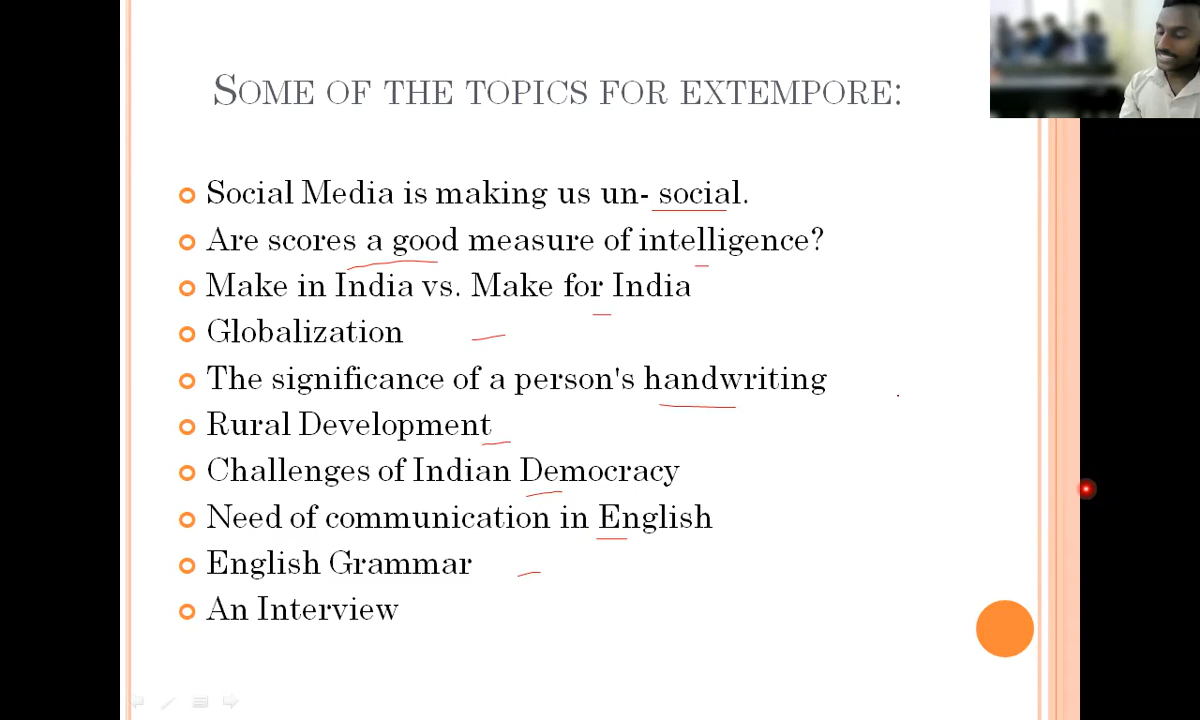 Some of the topics for extempore:
Social Media is making us un- social.
Are scores a good measure of intelligence?
Make in India vs. Make for India
Globalization
The significance of a person's handwriting
Rural Development
Challenges of Indian Democracy
Need of communication in English
English Grammar
An Interview